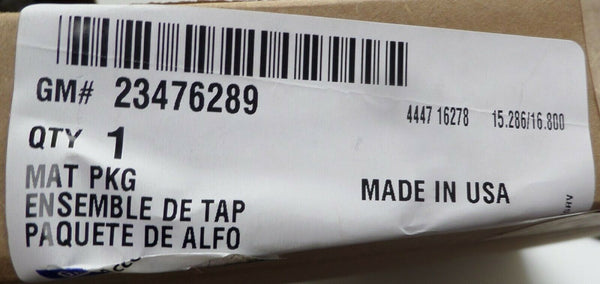 GM# 23476289
4447 16278 15.286/16.800
QTY 1
MAT PKG
MADE IN USA
ENSEMBLE DE TAP
PAQUETE DE ALFO